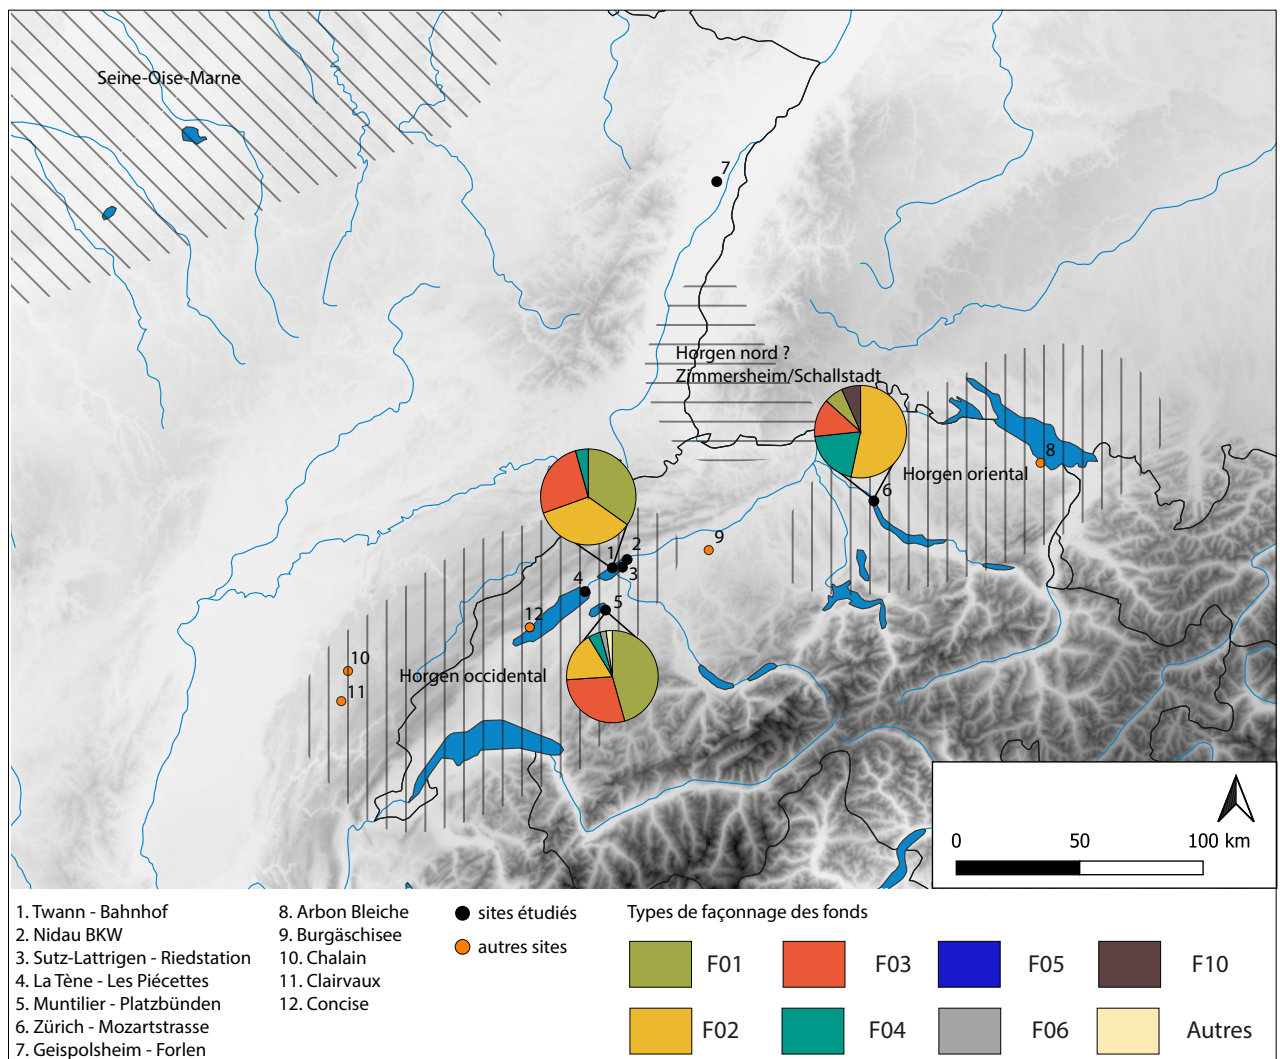 Seine-Oise-Marne
7
Horgen nord ?
Zimmersheim/Schallstadt
8
Horgen oriental
6
9
2
1
3
4
5
12
10
Horgen occidental
11
0 50 100 km
1. Twann - Bahnhof
2. Nidau BKW
3. Sutz-Lattrigen - Riedstation
4. La Tène - Les Piécettes
5. Muntilier - Platzbünden
6. Zürich - Mozartstrasse
7. Geispolsheim - Forlen
8. Arbon Bleiche
9. Burgäschisee
10. Chalain
11. Clairvaux
12. Concise
sites étudiés
autres sites
Types de façonnage des fonds
F01 F03 F05 F10
F02 F04 F06 Autres